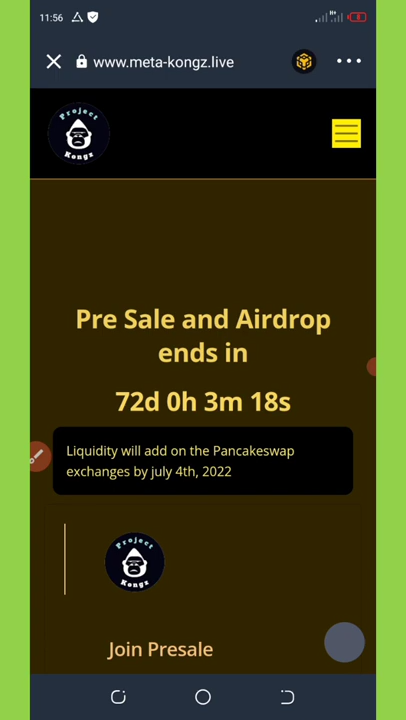 11:56
www.meta-kongz.live
Project
Kongz
Pre Sale and Airdrop
ends in
72d 0h 3m 18s
Liquidity will add on the Pancakeswap
exchanges by july 4th, 2022
Project
Kongz
Join Presale